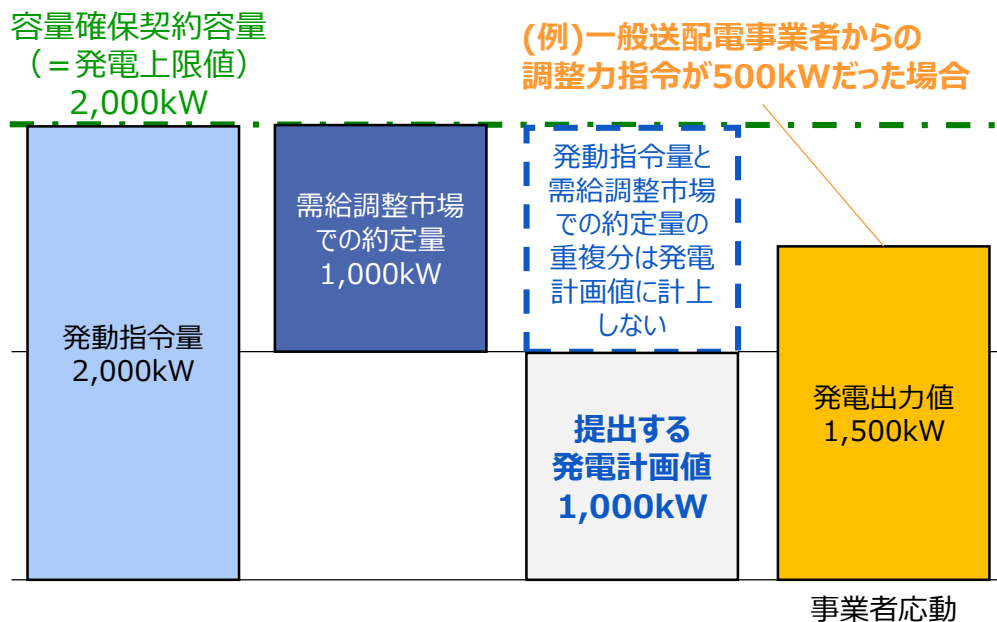 容量確保契約容量
(＝発電上限値)
2,000kW
(例)一般送配電事業者からの
調整力指令が500kWだった場合
発動指令量
2,000kW
需給調整市場
での約定量
1,000kW
発動指令量と
需給調整市場
での約定量の
重複分は発電
計画値に計上
しない
提出する
発電計画値
1,000kW
発電出力値
1,500kW
事業者応動